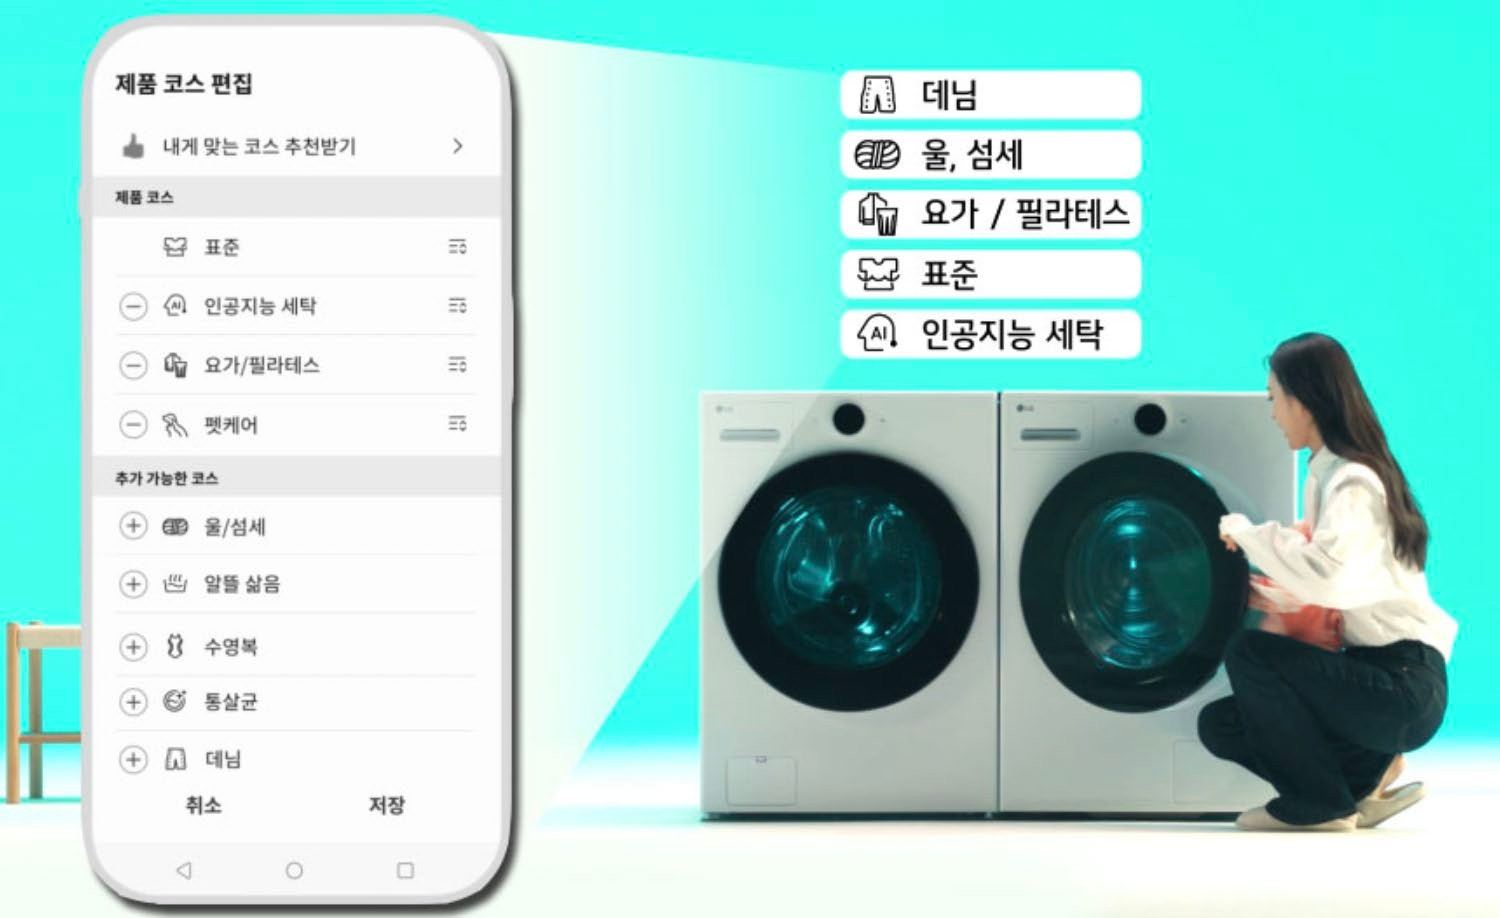 제품 코스 편집
내게 맞는 코스 추천받기
제품 코스
표준
AI 인공지능 세탁
요가/필라테스
펫케어
추가 가능한 코스
울/섬세
알뜰 삶음
수영복
통살균
데님
취소 저장
데님
울, 섬세
요가 / 필라테스
표준
AI 인공지능 세탁
LG
LG